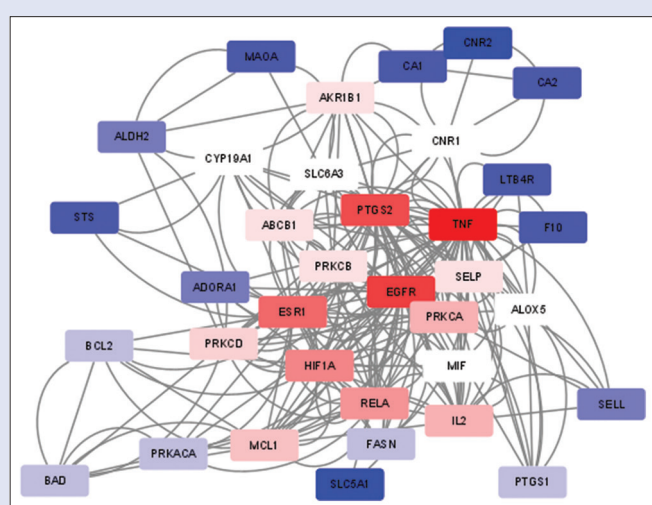 CNR2
MAOA
CA1
CA2
AKR1B1
ALDH2
CNR1
CYP19A1
SLC6A3
LTB4R
PTGS2
STS
ABCB1
TNF
F10
PRKCB
SELP
ADORA1
EGFR
ESR1
PRKCA
ALOX5
BCL2
PRKCD
HIF1A
MIF
RELA
SELL
MCL1
IL2
PRKACA
FASN
BAD
SLC5A1
PTGS1